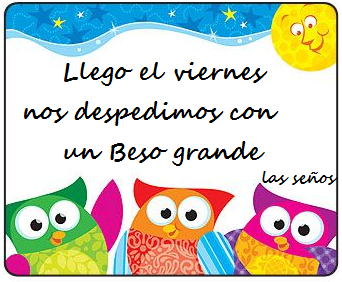 Llego el viernes
nos despedimos con
un Beso grande
las seños